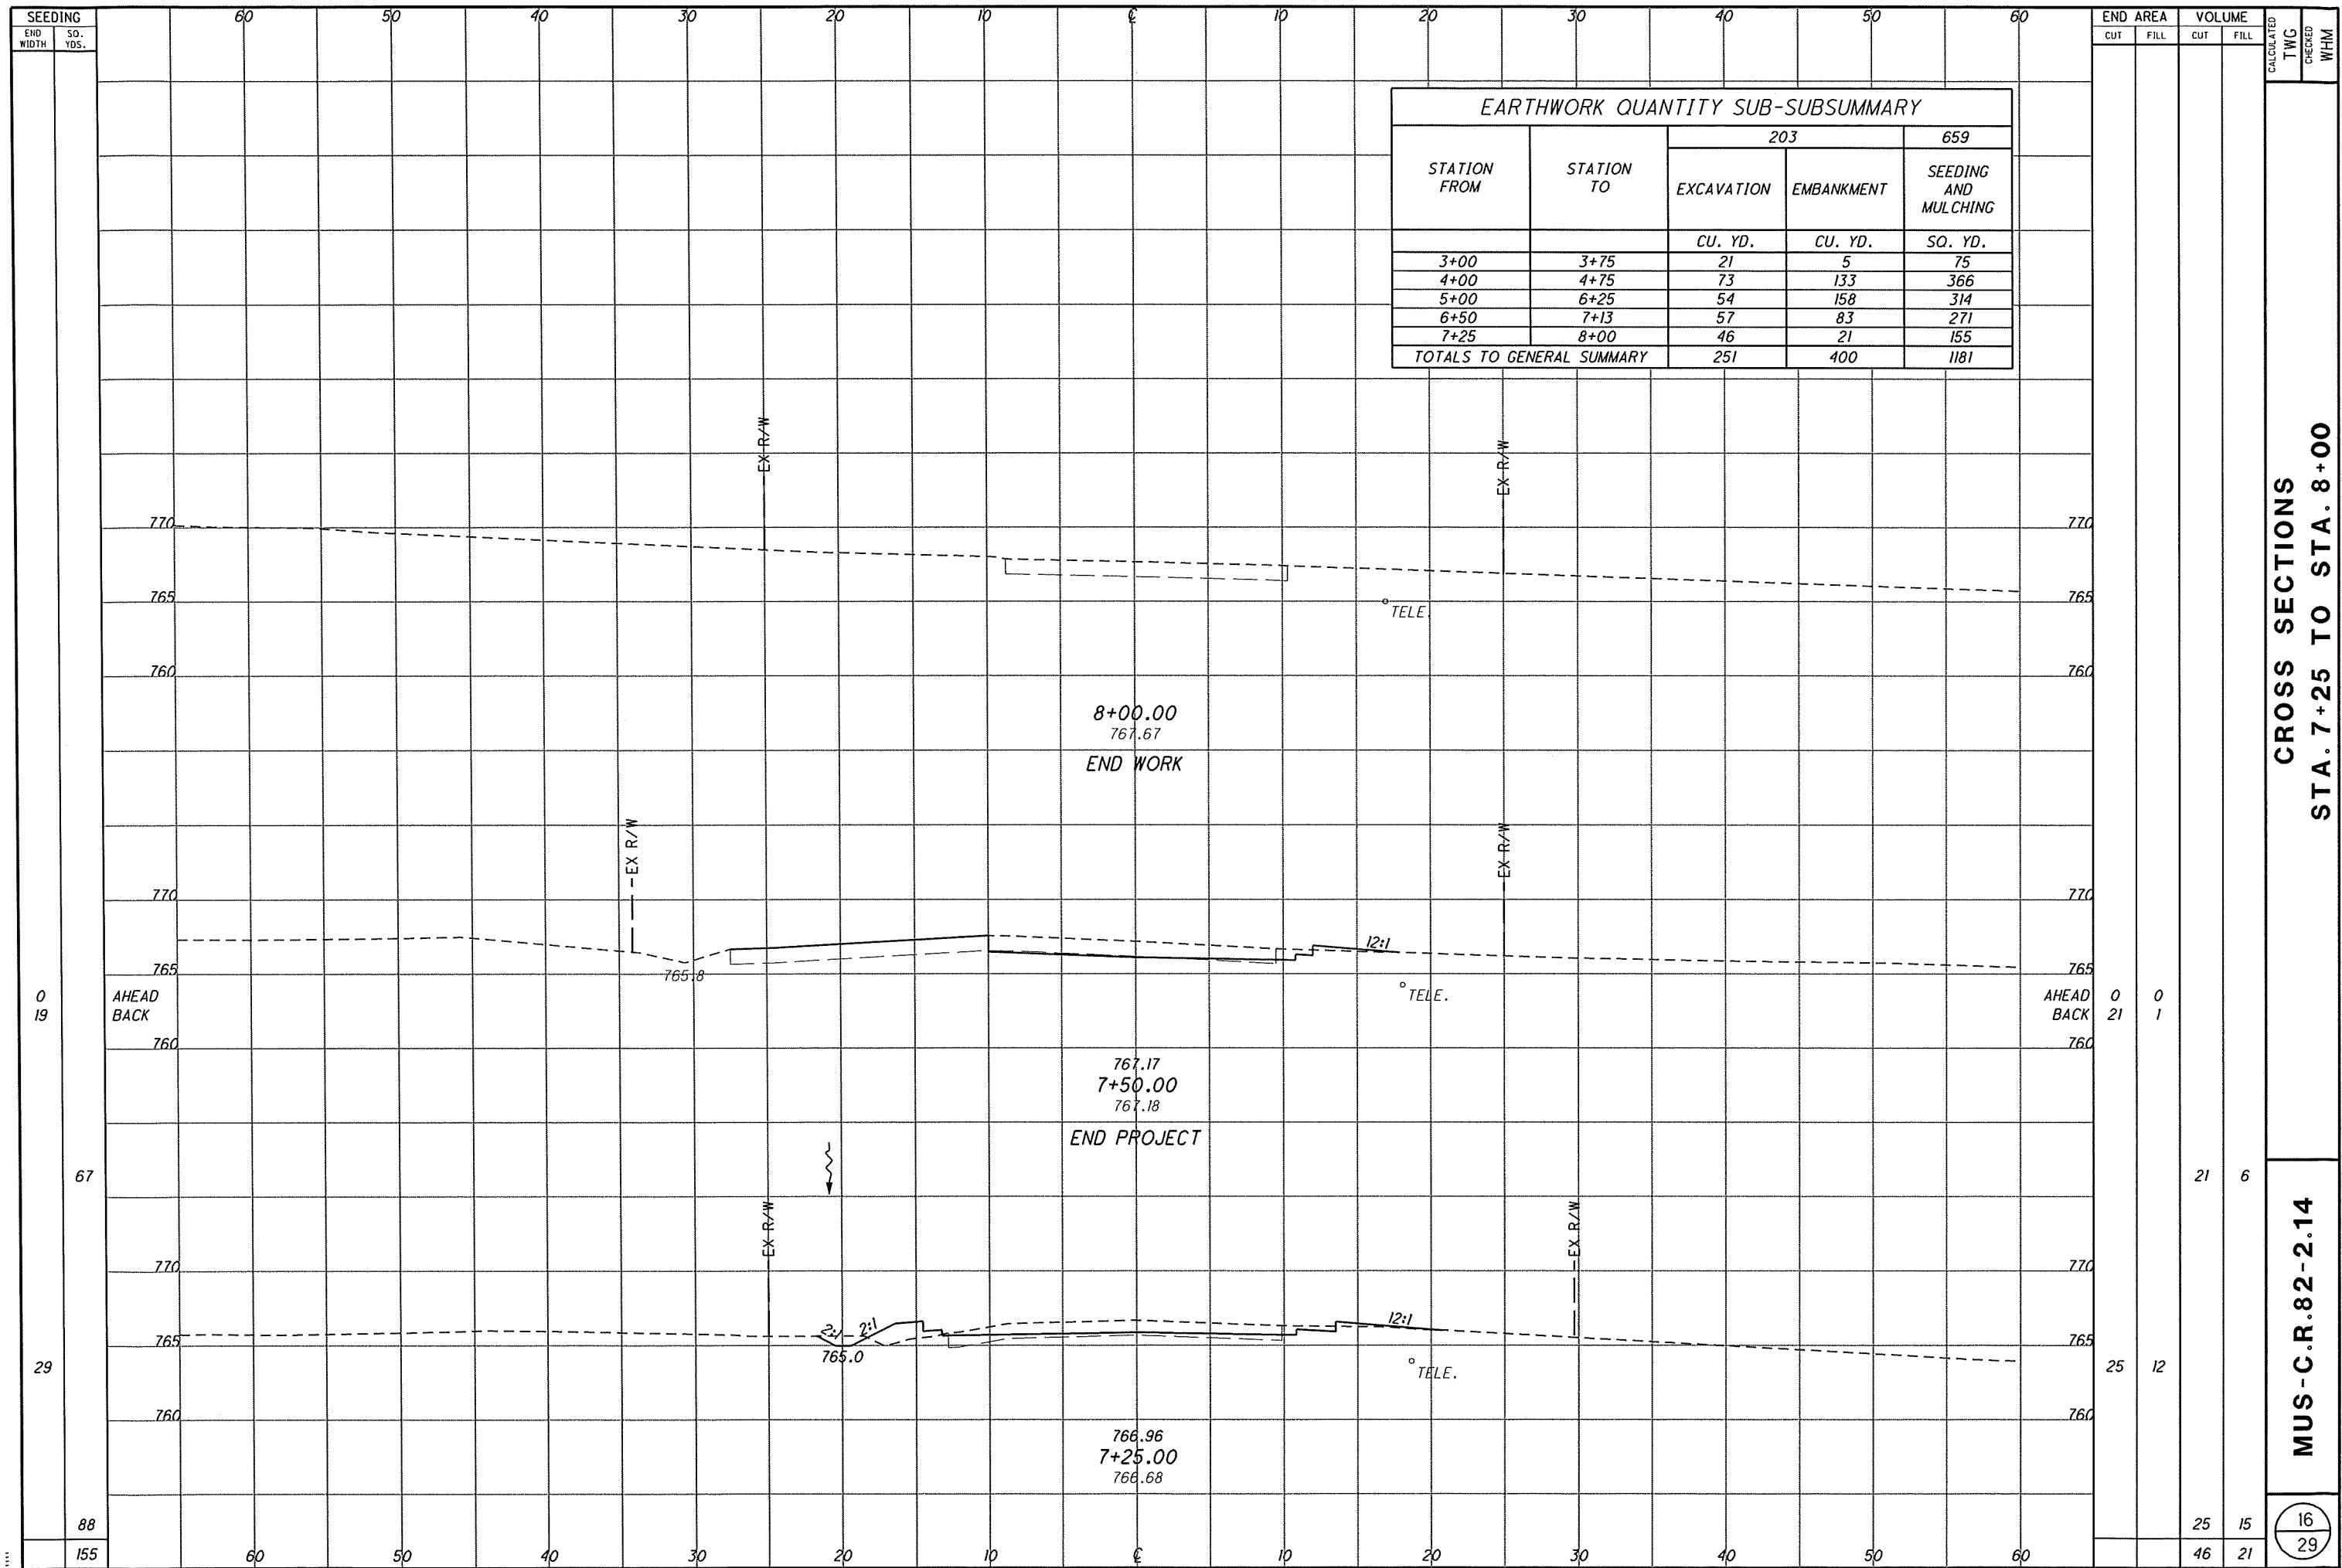 SEEDING
END WIDTH SQ. YDS.
60 50 40 30 20 10 ℄ 10 20 30 40 50 60
END AREA VOLUME
CUT FILL CUT FILL
CALCULATED
TWG
CHECKED
WHM
EARTHWORK QUANTITY SUB-SUBSUMMARY
203 659
STATION FROM STATION TO EXCAVATION EMBANKMENT SEEDING AND MULCHING
CU. YD. CU. YD. SQ. YD.
3+00 3+75 21 5 75
4+00 4+75 73 133 366
5+00 6+25 54 158 314
6+50 7+13 57 83 271
7+25 8+00 46 21 155
TOTALS TO GENERAL SUMMARY 251 400 1181
EX R/W EX R/W
770 770
765 765
TELE.
760 760
8+00.00
767.67
END WORK
EX R/W EX R/W
770 770
12:1
765 765.8 765
TELE.
0 AHEAD AHEAD 0 0
19 BACK BACK 21 1
760 760
767.17
7+50.00
767.18
END PROJECT
67 21 6
EX R/W EX R/W
770 770
2:1 2:1 12:1
765 765
765.0
29 TELE. 25 12
760 760
766.96
7+25.00
766.68
88 25 15
155 46 21
60 50 40 30 20 10 ℄ 10 20 30 40 50 60
CROSS SECTIONS
STA. 7+25 TO STA. 8+00
MUS-C.R.82-2.14
16
29